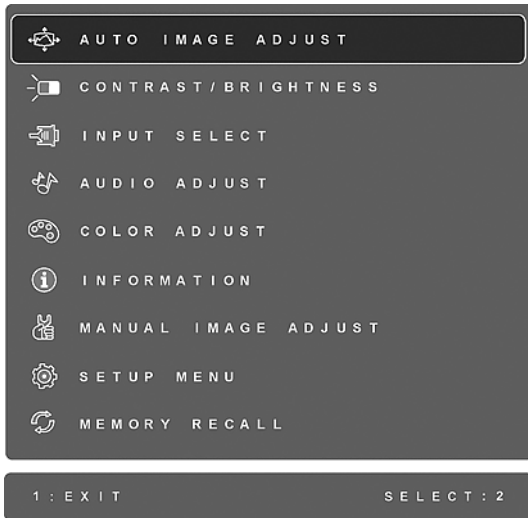 AUTO IMAGE ADJUST
CONTRAST/BRIGHTNESS
INPUT SELECT
AUDIO ADJUST
COLOR ADJUST
INFORMATION
MANUAL IMAGE ADJUST
SETUP MENU
MEMORY RECALL
1:EXIT SELECT:2